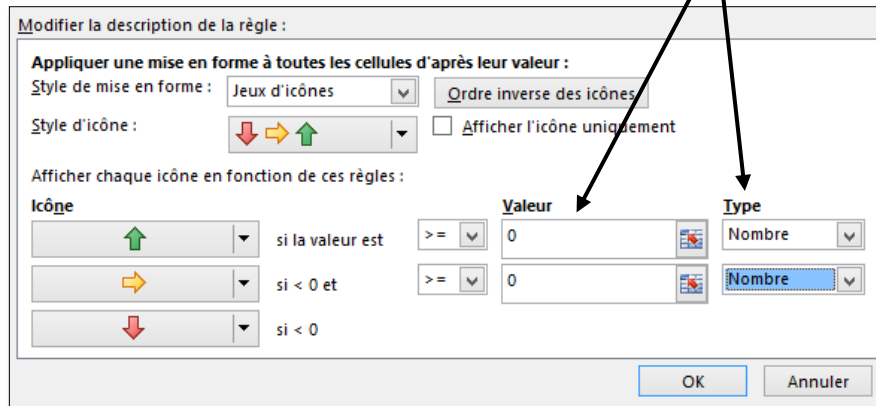 Modifier la description de la règle :
Appliquer une mise en forme à toutes les cellules d'après leur valeur :
Style de mise en forme : Jeux d'icônes Ordre inverse des icônes
Style d'icône : Afficher l'icône uniquement
Afficher chaque icône en fonction de ces règles :
Icône Valeur Type
si la valeur est >= 0 Nombre
si < 0 et >= 0 Nombre
si < 0
OK Annuler